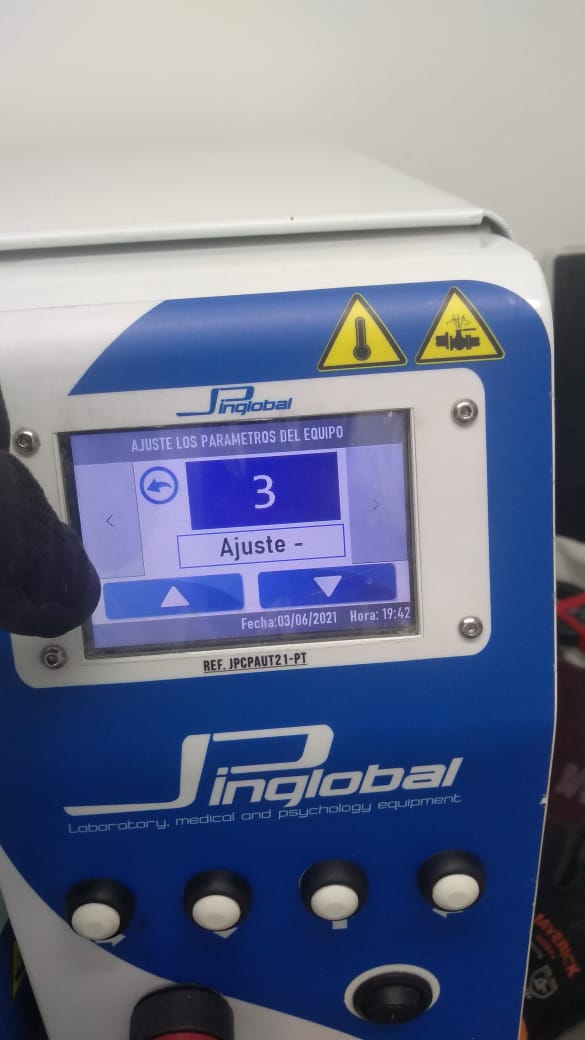 JPinglobal
AJUSTE LOS PARAMETROS DEL EQUIPO
3
Ajuste -
Fecha:03/06/2021 Hora: 19:42
REF. JPCPAUT21-PT
JPinglobal
Laboratory, medical and psychology equipment
MAVERICK